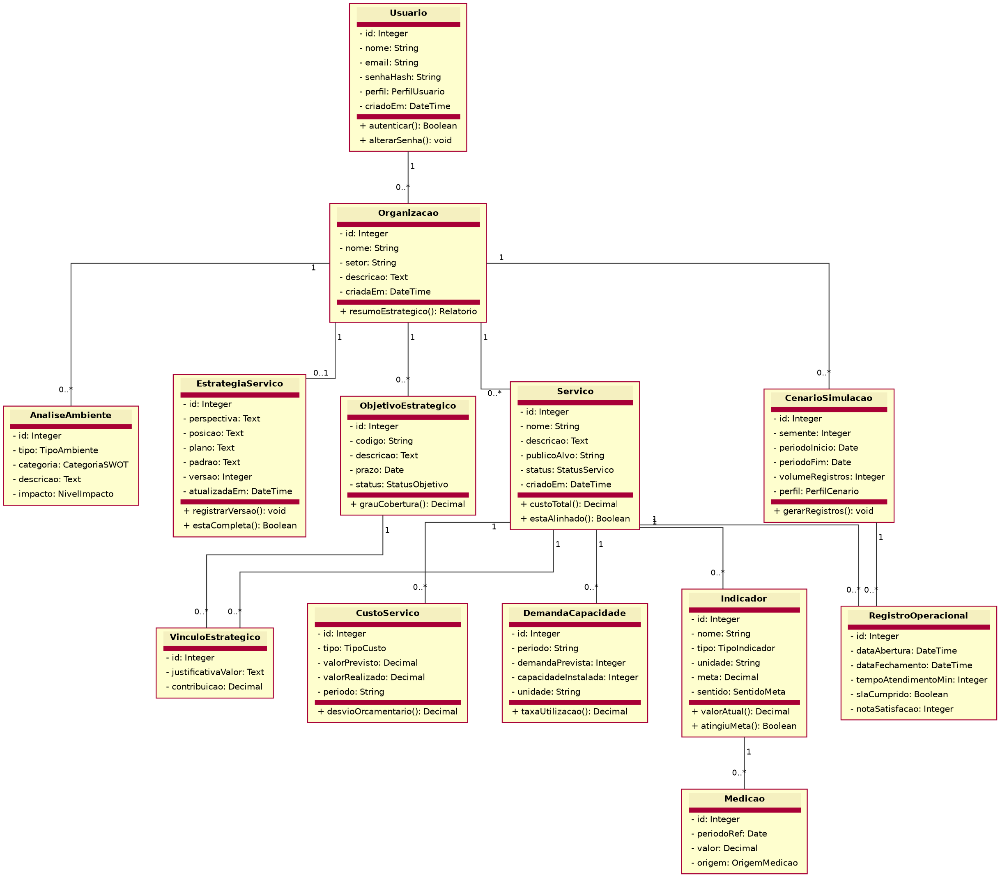 Usuario
- id: Integer
- nome: String
- email: String
- senhaHash: String
- perfil: PerfilUsuario
- criadoEm: DateTime
+ autenticar(): Boolean
+ alterarSenha(): void
1
0..*
Organizacao
- id: Integer
- nome: String
- setor: String
- descricao: Text
- criadaEm: DateTime
+ resumoEstrategico(): Relatorio
1
1
1
1
1
0..*
0..1
0..*
0..*
0..*
AnaliseAmbiente
- id: Integer
- tipo: TipoAmbiente
- categoria: CategoriaSWOT
- descricao: Text
- impacto: NivelImpacto
EstrategiaServico
- id: Integer
- perspectiva: Text
- posicao: Text
- plano: Text
- padrao: Text
- versao: Integer
- atualizadaEm: DateTime
+ registrarVersao(): void
+ estaCompleta(): Boolean
ObjetivoEstrategico
- id: Integer
- codigo: String
- descricao: Text
- prazo: Date
- status: StatusObjetivo
+ grauCobertura(): Decimal
Servico
- id: Integer
- nome: String
- descricao: Text
- publicoAlvo: String
- status: StatusServico
- criadoEm: DateTime
+ custoTotal(): Decimal
+ estaAlinhado(): Boolean
CenarioSimulacao
- id: Integer
- semente: Integer
- periodoInicio: Date
- periodoFim: Date
- volumeRegistros: Integer
- perfil: PerfilCenario
+ gerarRegistros(): void
1
1
1
1
1
1
1
0..*
0..*
0..*
0..*
0..*
0..*
0..*
VinculoEstrategico
- id: Integer
- justificativaValor: Text
- contribuicao: Decimal
CustoServico
- id: Integer
- tipo: TipoCusto
- valorPrevisto: Decimal
- valorRealizado: Decimal
- periodo: String
+ desvioOrcamentario(): Decimal
DemandaCapacidade
- id: Integer
- periodo: String
- demandaPrevista: Integer
- capacidadeInstalada: Integer
- unidade: String
+ taxaUtilizacao(): Decimal
Indicador
- id: Integer
- nome: String
- tipo: TipoIndicador
- unidade: String
- meta: Decimal
- sentido: SentidoMeta
+ valorAtual(): Decimal
+ atingiuMeta(): Boolean
RegistroOperacional
- id: Integer
- dataAbertura: DateTime
- dataFechamento: DateTime
- tempoAtendimentoMin: Integer
- slaCumprido: Boolean
- notaSatisfacao: Integer
1
0..*
Medicao
- id: Integer
- periodoRef: Date
- valor: Decimal
- origem: OrigemMedicao